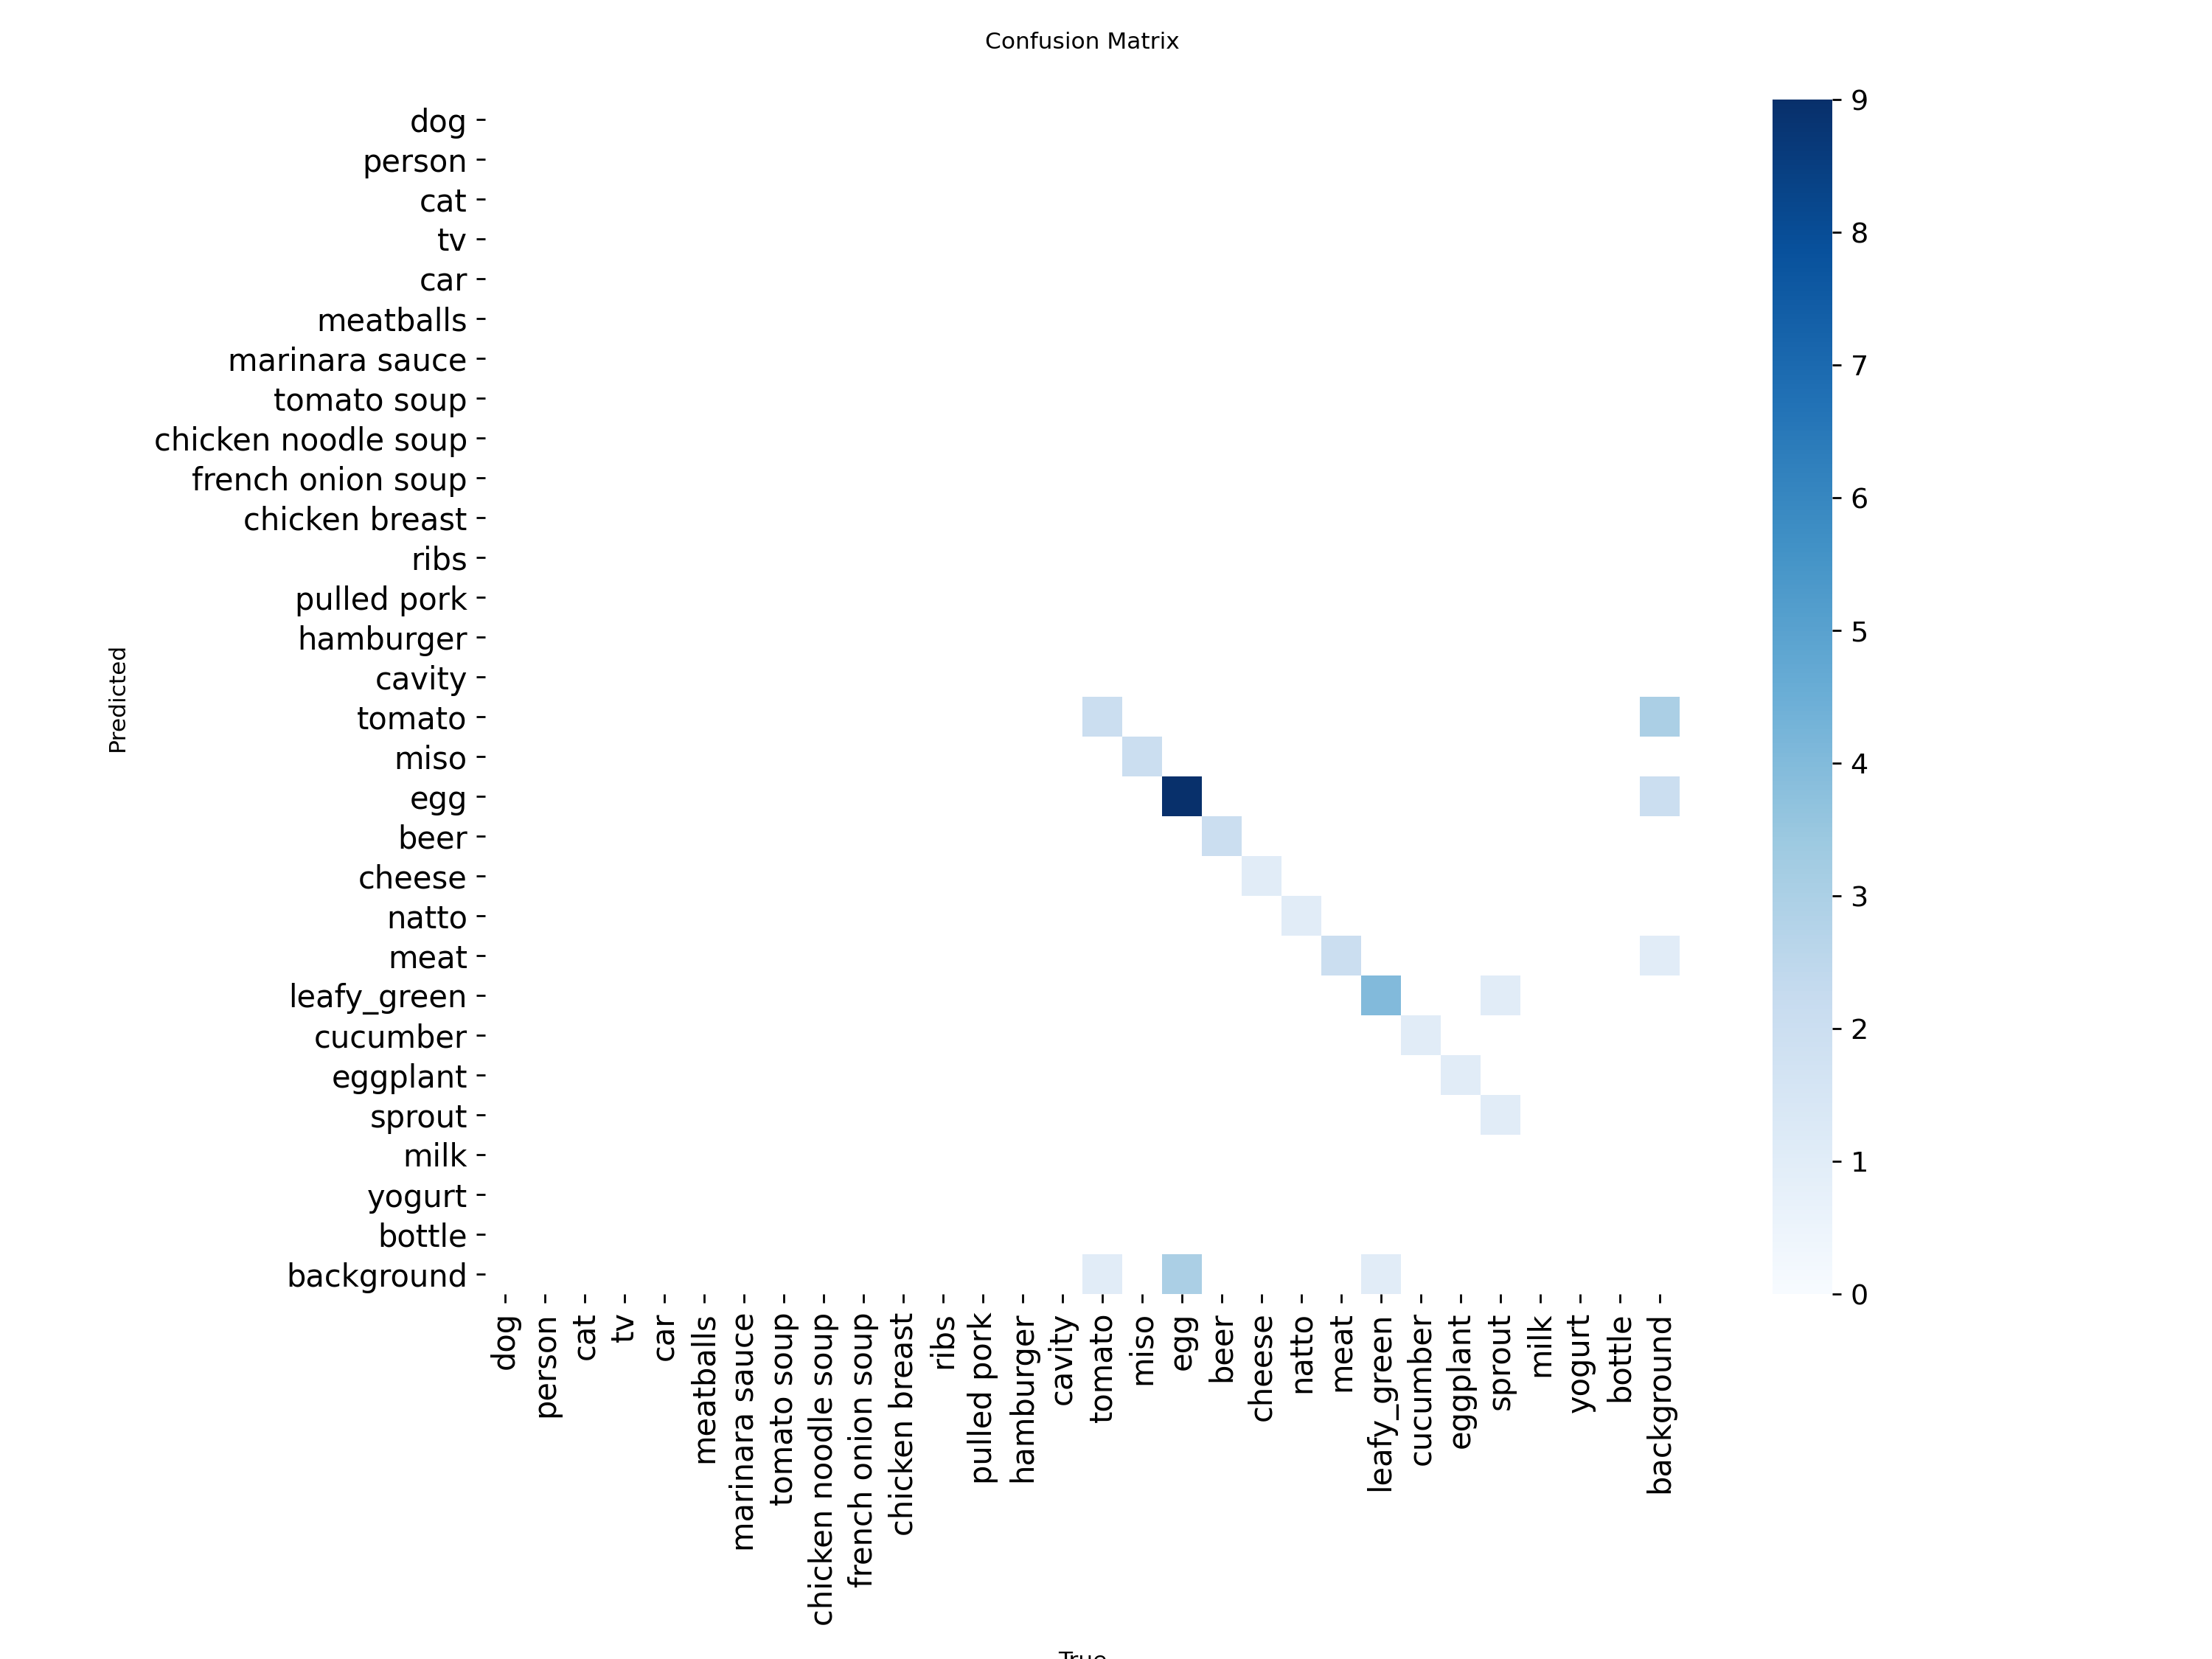 Confusion Matrix
dog
person
cat
tv
car
meatballs
marinara sauce
tomato soup
chicken noodle soup
french onion soup
chicken breast
ribs
pulled pork
hamburger
cavity
tomato
miso
egg
beer
cheese
natto
meat
leafy_green
cucumber
eggplant
sprout
milk
yogurt
bottle
background
Predicted
dog
person
cat
tv
car
meatballs
marinara sauce
tomato soup
chicken noodle soup
french onion soup
chicken breast
ribs
pulled pork
hamburger
cavity
tomato
miso
egg
beer
cheese
natto
meat
leafy_green
cucumber
eggplant
sprout
milk
yogurt
bottle
background
True
9
8
7
6
5
4
3
2
1
0